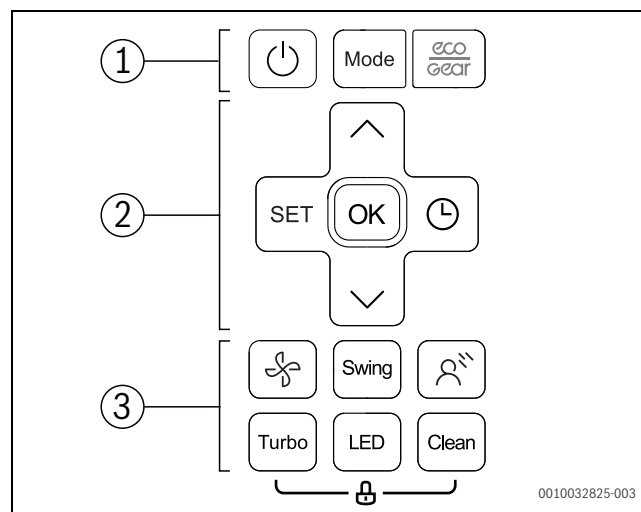 1
Mode
eco
Gear
2
SET
OK
3
Swing
Turbo
LED
Clean
0010032825-003